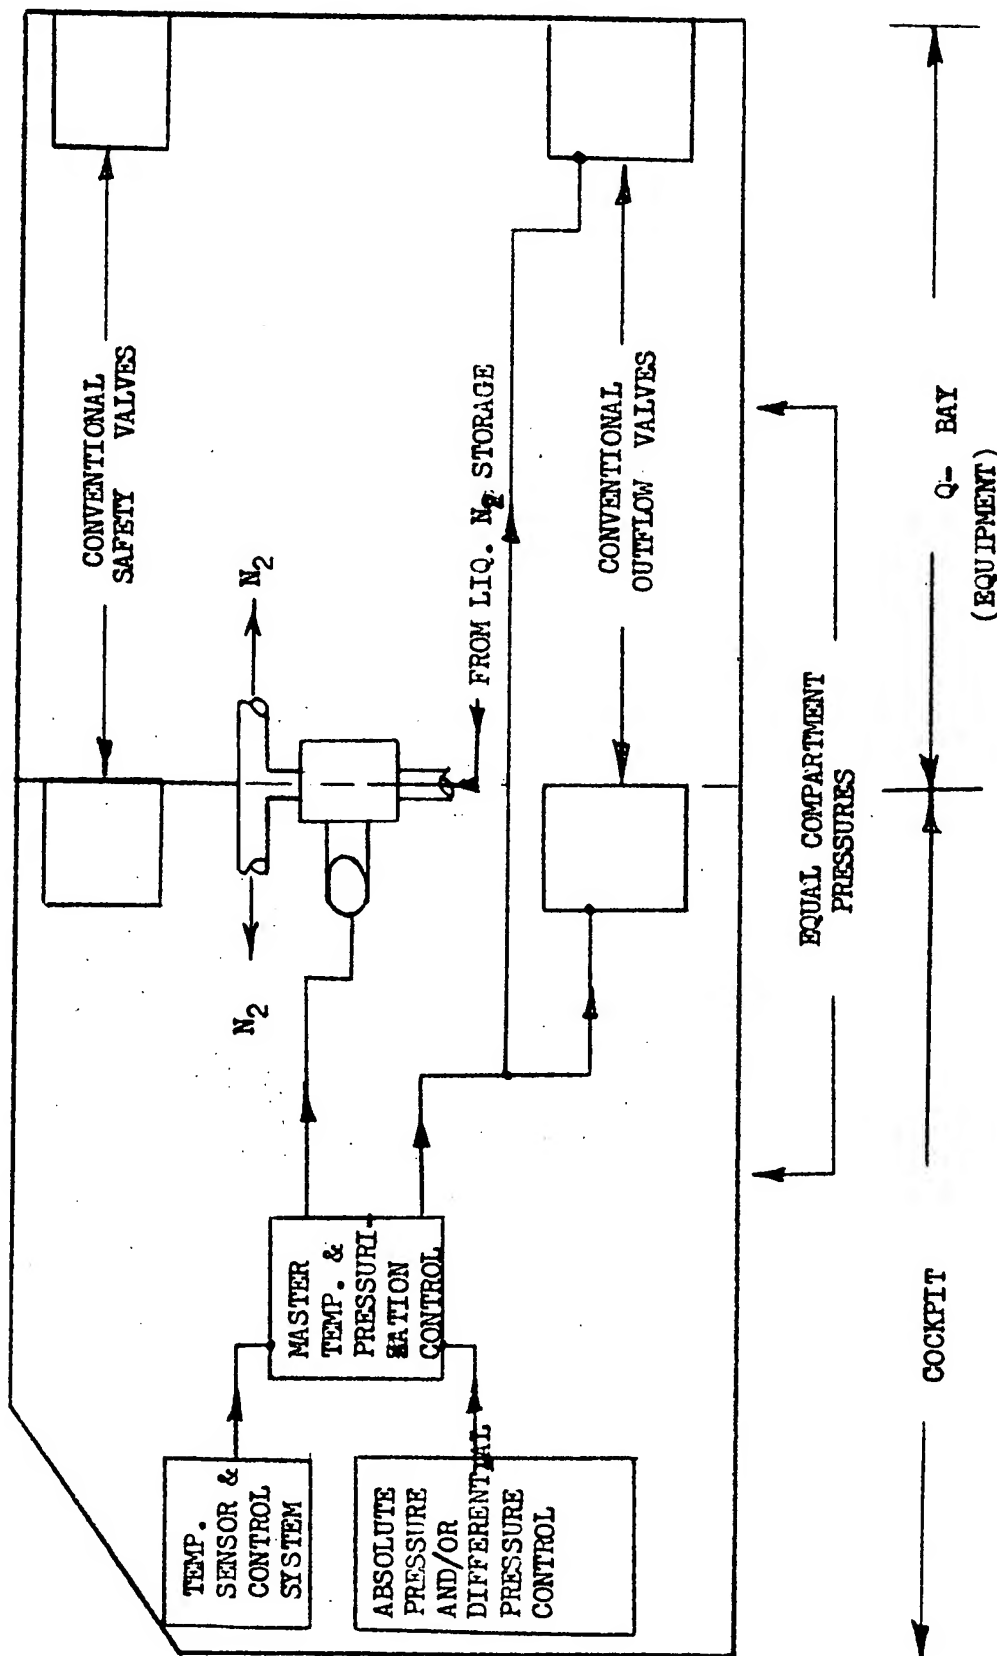 CONVENTIONAL
SAFETY VALVES
N2
N2
FROM LIQ. N2 STORAGE
CONVENTIONAL
OUTFLOW VALVES
MASTER
TEMP. &
PRESSURI-
ZATION
CONTROL
TEMP.
SENSOR &
CONTROL
SYSTEM
ABSOLUTE
PRESSURE
AND/OR
DIFFERENTIAL
PRESSURE
CONTROL
EQUAL COMPARTMENT
PRESSURES
COCKPIT
Q- BAY
(EQUIPMENT)